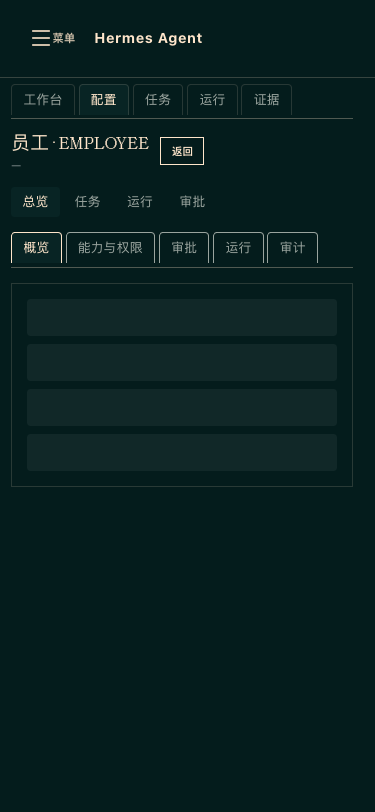 菜单 Hermes Agent
工作台 配置 任务 运行 证据
员工 · EMPLOYEE 返回
—
总览 任务 运行 审批
概览 能力与权限 审批 运行 审计